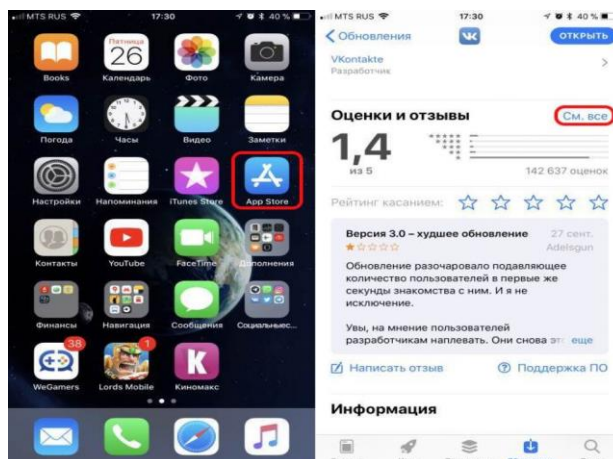 MTS RUS 17:30 40 %
Пятница
26
Books Календарь Фото Камера
Погода Часы Видео Заметки
Настройки Напоминания iTunes Store App Store
Контакты YouTube FaceTime Дополнения
Финансы Навигация Сообщения Социальные...
38 1
WeGamers Lords Mobile Киномакс
MTS RUS 17:30 40 %
Обновления ОТКРЫТЬ
VKontakte
Разработчик
Оценки и отзывы См. все
1,4
из 5 142 637 оценок
Рейтинг касанием:
Версия 3.0 – худшее обновление 27 сент.
Adelsgun
Обновление разочаровало подавляющее
количество пользователей в первые же
секунды знакомства с ним. И я не
исключение.
Увы, на мнение пользователей
разработчикам наплевать. Они снова еще
Написать отзыв Поддержка ПО
Информация